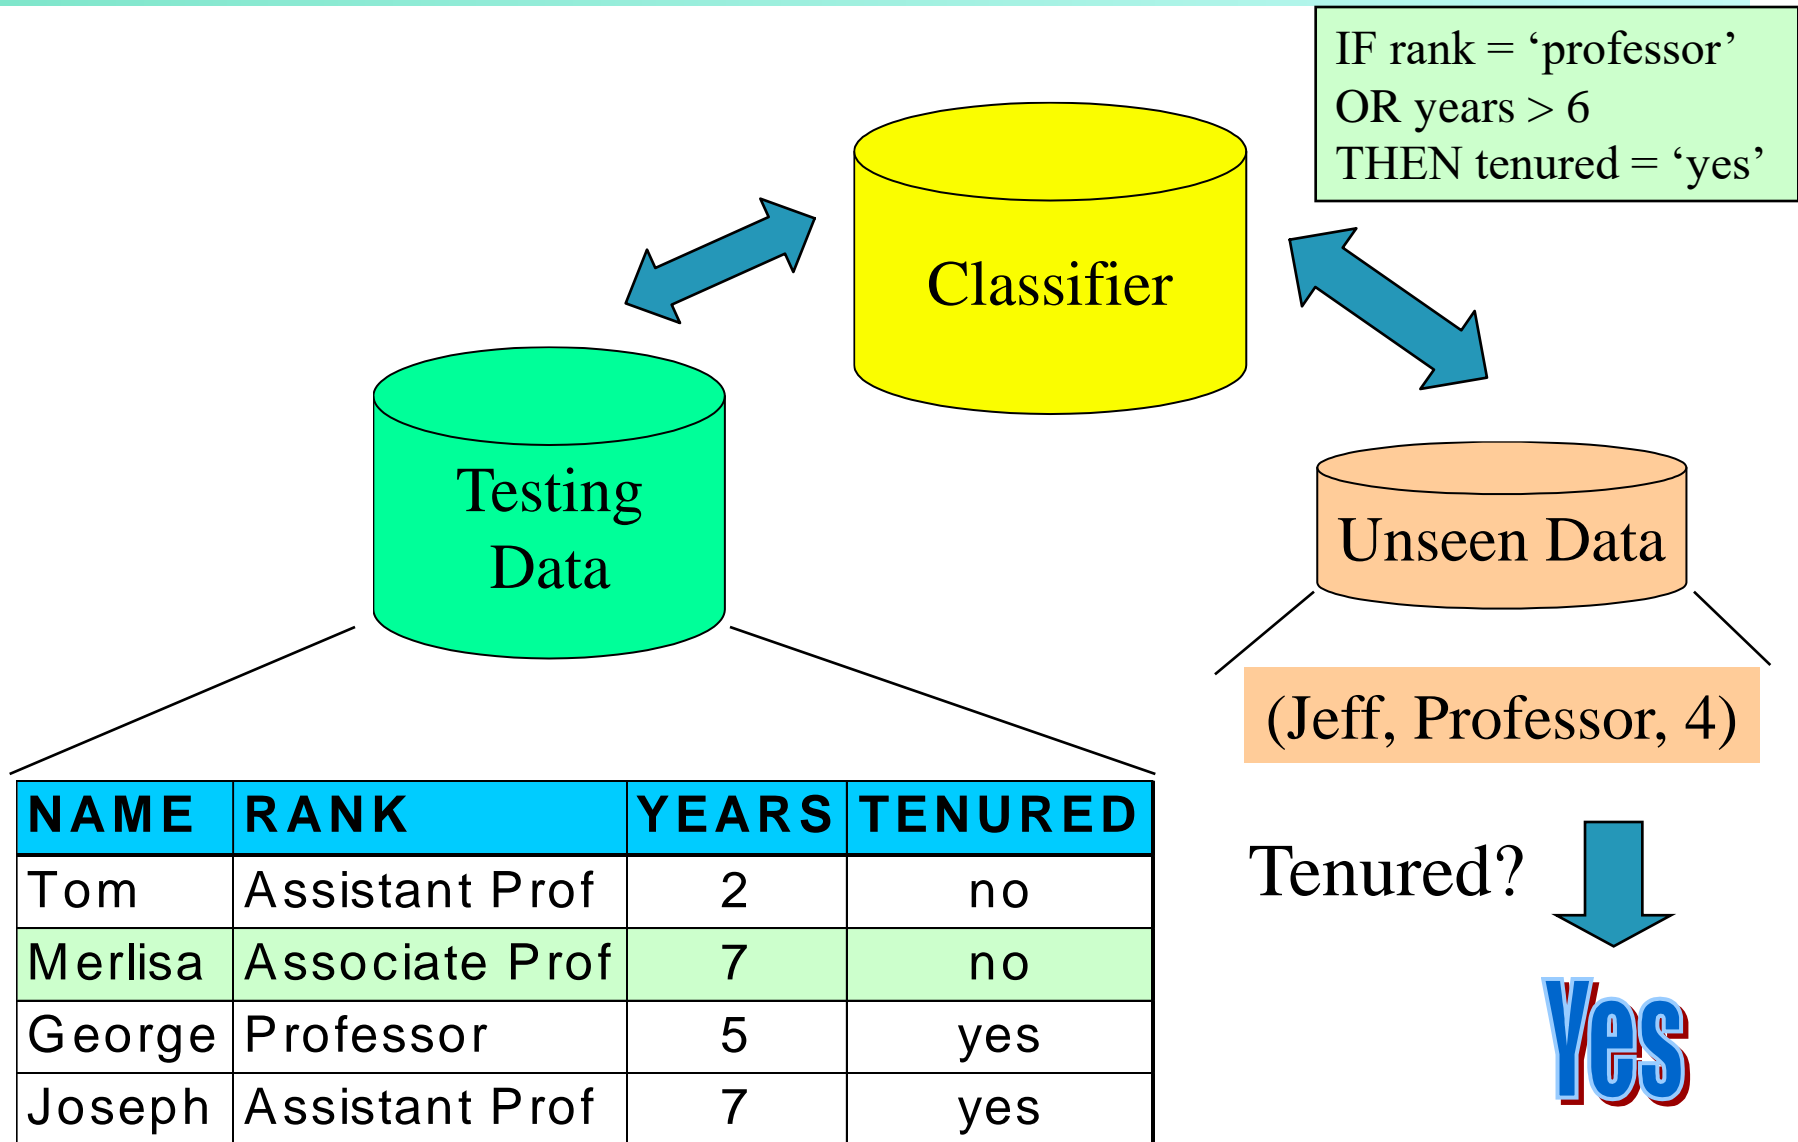 IF rank = ‘professor’
OR years > 6
THEN tenured = ‘yes’
Classifier
Testing
Data
Unseen Data
(Jeff, Professor, 4)
NAME RANK YEARS TENURED
Tom Assistant Prof 2 no
Merlisa Associate Prof 7 no
George Professor 5 yes
Joseph Assistant Prof 7 yes
Tenured?
Yes